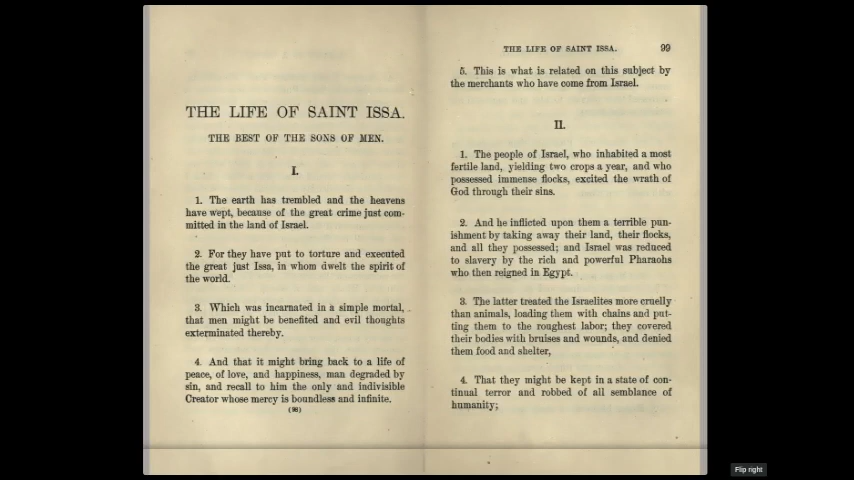 THE LIFE OF SAINT ISSA.
THE BEST OF THE SONS OF MEN.
I.
1. The earth has trembled and the heavens
have wept, because of the great crime just com-
mitted in the land of Israel.
2. For they have put to torture and executed
the great just Issa, in whom dwelt the spirit of
the world.
3. Which was incarnated in a simple mortal,
that men might be benefited and evil thoughts
exterminated thereby.
4. And that it might bring back to a life of
peace, of love, and happiness, man degraded by
sin, and recall to him the only and indivisible
Creator whose mercy is boundless and infinite.
(98)
THE LIFE OF SAINT ISSA. 99
5. This is what is related on this subject by
the merchants who have come from Israel.
II.
1. The people of Israel, who inhabited a most
fertile land, yielding two crops a year, and who
possessed immense flocks, excited the wrath of
God through their sins.
2. And he inflicted upon them a terrible pun-
ishment by taking away their land, their flocks,
and all they possessed; and Israel was reduced
to slavery by the rich and powerful Pharaohs
who then reigned in Egypt.
3. The latter treated the Israelites more cruelly
than animals, loading them with chains and put-
ting them to the roughest labor; they covered
their bodies with bruises and wounds, and denied
them food and shelter,
4. That they might be kept in a state of con-
tinual terror and robbed of all semblance of
humanity;
Flip right